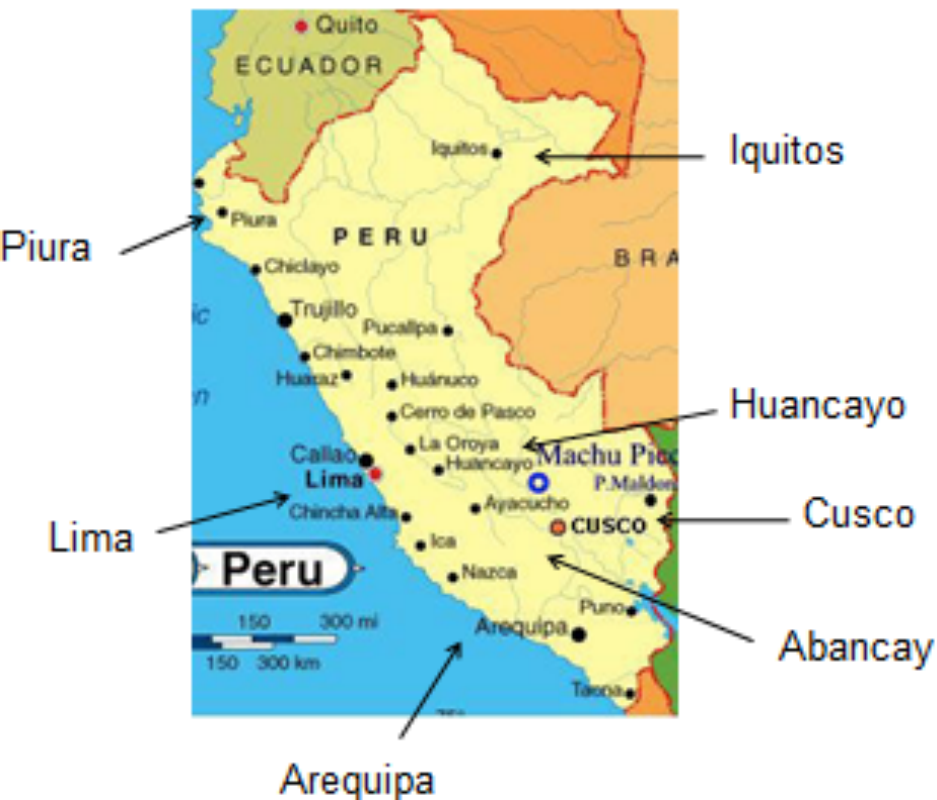 Quito
ECUADOR
Iquitos
Iquitos
Piura
Piura
PERU
BRA
Chiclayo
Trujillo
Pucallpa
Chimbote
Huaraz
Huánuco
Cerro de Pasco
Huancayo
La Oroya
Callao
Huancayo
Machu Picc
Lima
P.Maldon
Chincha Alta
Ayacucho
CUSCO
Cusco
Lima
Ica
Peru
Nazca
150 300 mi
Puno
Arequipa
Abancay
150 300 km
Tacna
Arequipa